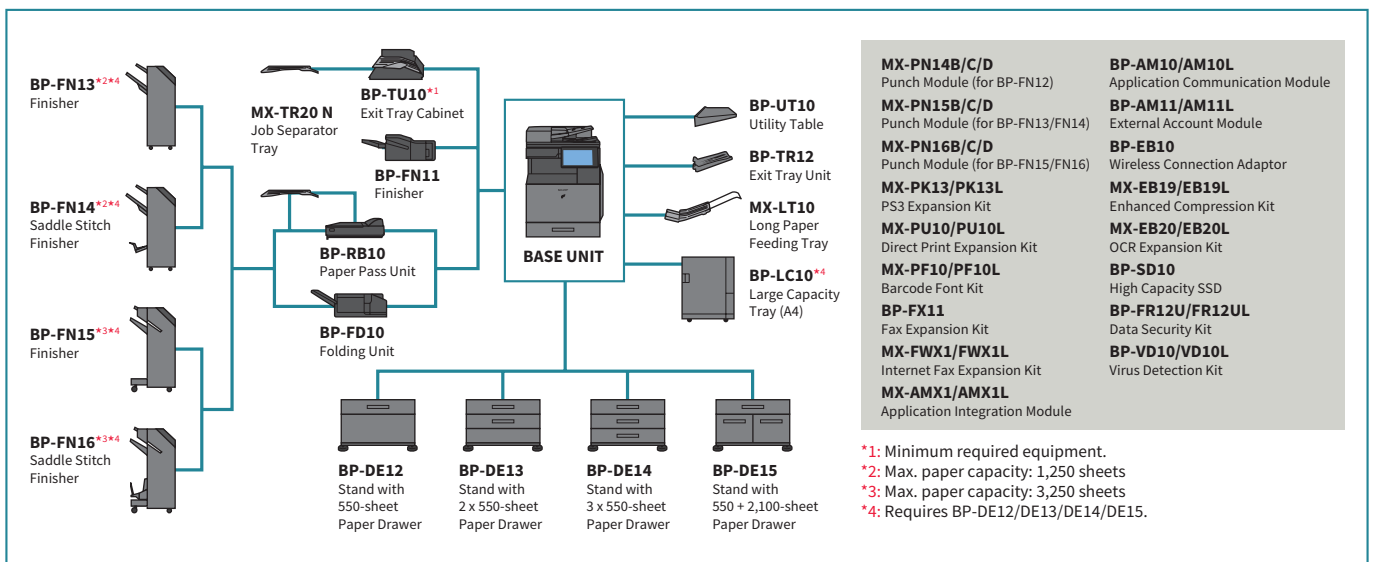 BP-FN13*2*4
Finisher
BP-FN14*2*4
Saddle Stitch
Finisher
BP-FN15*3*4
Finisher
BP-FN16*3*4
Saddle Stitch
Finisher
MX-TR20 N
Job Separator
Tray
BP-TU10*1
Exit Tray Cabinet
BP-FN11
Finisher
BP-RB10
Paper Pass Unit
BP-FD10
Folding Unit
BASE UNIT
BP-UT10
Utility Table
BP-TR12
Exit Tray Unit
MX-LT10
Long Paper
Feeding Tray
BP-LC10*4
Large Capacity
Tray (A4)
BP-DE12
Stand with
550-sheet
Paper Drawer
BP-DE13
Stand with
2 x 550-sheet
Paper Drawer
BP-DE14
Stand with
3 x 550-sheet
Paper Drawer
BP-DE15
Stand with
550 + 2,100-sheet
Paper Drawer
MX-PN14B/C/D
Punch Module (for BP-FN12)
MX-PN15B/C/D
Punch Module (for BP-FN13/FN14)
MX-PN16B/C/D
Punch Module (for BP-FN15/FN16)
MX-PK13/PK13L
PS3 Expansion Kit
MX-PU10/PU10L
Direct Print Expansion Kit
MX-PF10/PF10L
Barcode Font Kit
BP-FX11
Fax Expansion Kit
MX-FWX1/FWX1L
Internet Fax Expansion Kit
MX-AMX1/AMX1L
Application Integration Module
BP-AM10/AM10L
Application Communication Module
BP-AM11/AM11L
External Account Module
BP-EB10
Wireless Connection Adaptor
MX-EB19/EB19L
Enhanced Compression Kit
MX-EB20/EB20L
OCR Expansion Kit
BP-SD10
High Capacity SSD
BP-FR12U/FR12UL
Data Security Kit
BP-VD10/VD10L
Virus Detection Kit
*1: Minimum required equipment.
*2: Max. paper capacity: 1,250 sheets
*3: Max. paper capacity: 3,250 sheets
*4: Requires BP-DE12/DE13/DE14/DE15.